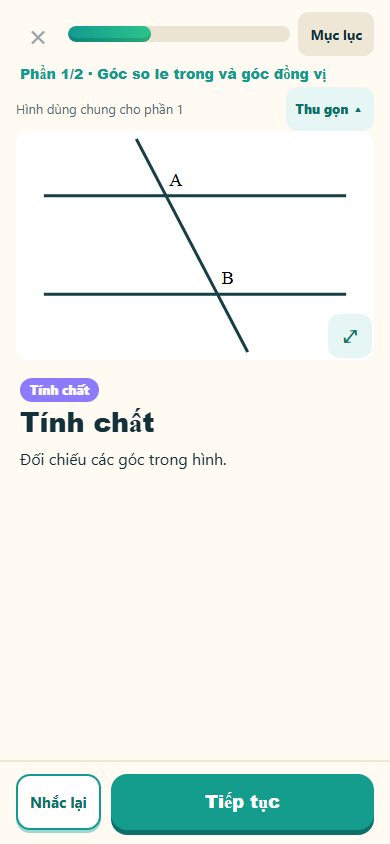 Mục lục
Phần 1/2 · Góc so le trong và góc đồng vị
Hình dùng chung cho phần 1
Thu gọn
A
B
Tính chất
Tính chất
Đối chiếu các góc trong hình.
Nhắc lại
Tiếp tục